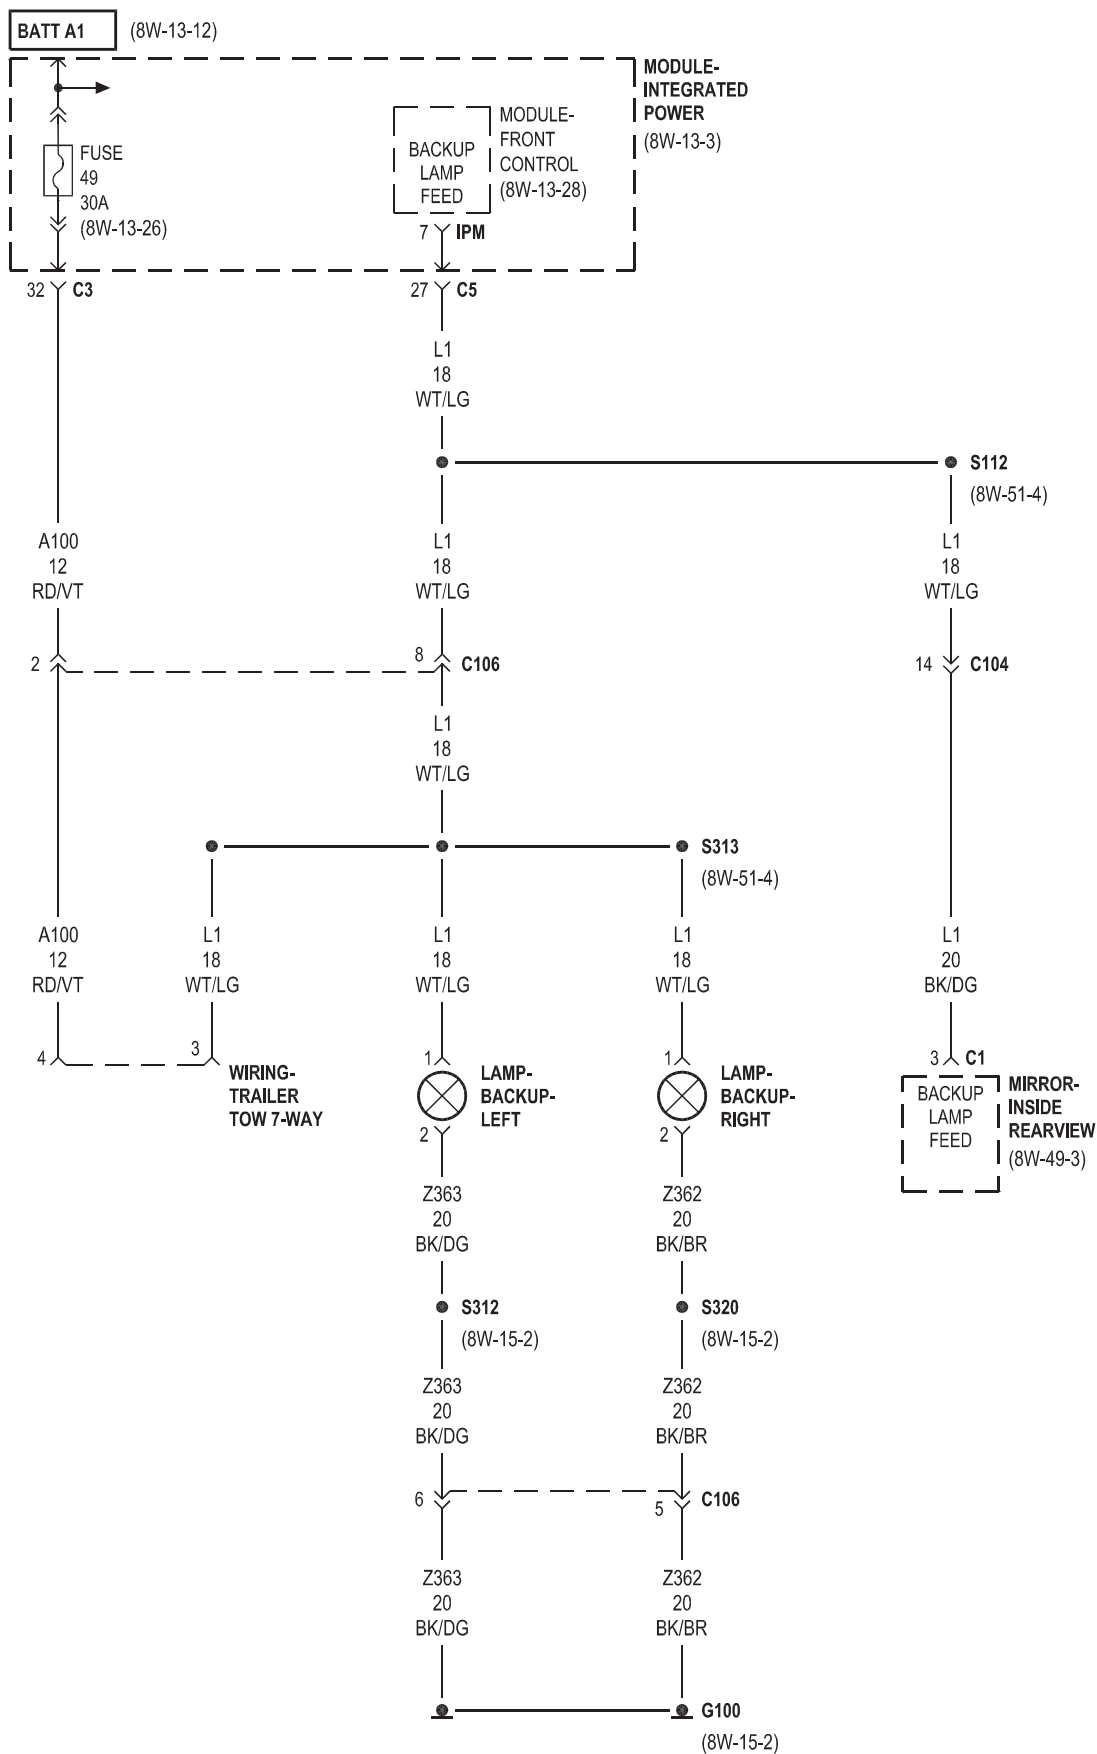 BATT A1 (8W-13-12)
MODULE-
INTEGRATED
POWER
(8W-13-3)
FUSE
49
30A
(8W-13-26)
BACKUP
LAMP
FEED
MODULE-
FRONT
CONTROL
(8W-13-28)
7 IPM
32 C3
27 C5
L1
18
WT/LG
S112
(8W-51-4)
A100
12
RD/VT
L1
18
WT/LG
L1
18
WT/LG
2
8 C106
14 C104
L1
18
WT/LG
S313
(8W-51-4)
A100
12
RD/VT
L1
18
WT/LG
L1
18
WT/LG
L1
18
WT/LG
L1
20
BK/DG
4
3
WIRING-
TRAILER
TOW 7-WAY
1
LAMP-
BACKUP-
LEFT
2
1
LAMP-
BACKUP-
RIGHT
2
3 C1
BACKUP
LAMP
FEED
MIRROR-
INSIDE
REARVIEW
(8W-49-3)
Z363
20
BK/DG
Z362
20
BK/BR
S312
(8W-15-2)
S320
(8W-15-2)
Z363
20
BK/DG
Z362
20
BK/BR
6
5 C106
Z363
20
BK/DG
Z362
20
BK/BR
G100
(8W-15-2)